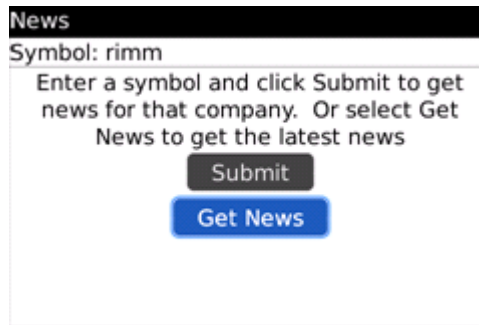 News
Symbol: rimm
Enter a symbol and click Submit to get
news for that company.  Or select Get
News to get the latest news
Submit
Get News